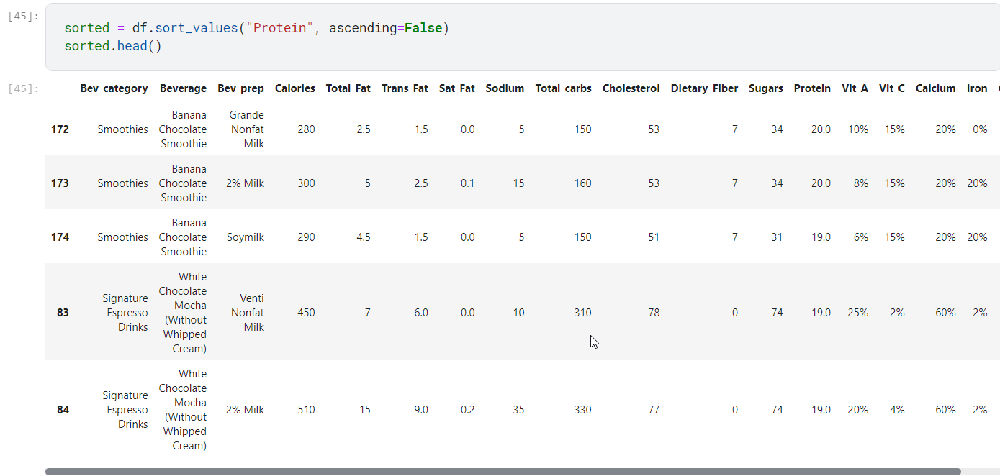 [45]:
sorted = df.sort_values("Protein", ascending=False)
sorted.head()
[45]:
Bev_category Beverage Bev_prep Calories Total_Fat Trans_Fat Sat_Fat Sodium Total_carbs Cholesterol Dietary_Fiber Sugars Protein Vit_A Vit_C Calcium Iron
172 Smoothies Banana Chocolate Smoothie Grande Nonfat Milk 280 2.5 1.5 0.0 5 150 53 7 34 20.0 10% 15% 20% 0%
173 Smoothies Banana Chocolate Smoothie 2% Milk 300 5 2.5 0.1 15 160 53 7 34 20.0 8% 15% 20% 20%
174 Smoothies Banana Chocolate Smoothie Soymilk 290 4.5 1.5 0.0 5 150 51 7 31 19.0 6% 15% 20% 20%
83 Signature Espresso Drinks White Chocolate Mocha (Without Whipped Cream) Venti Nonfat Milk 450 7 6.0 0.0 10 310 78 0 74 19.0 25% 2% 60% 2%
84 Signature Espresso Drinks White Chocolate Mocha (Without Whipped Cream) 2% Milk 510 15 9.0 0.2 35 330 77 0 74 19.0 20% 4% 60% 2%